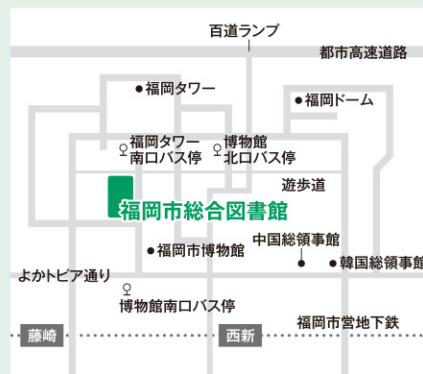 百道ランプ
都市高速道路
福岡タワー
福岡ドーム
福岡タワー
南口バス停
博物館
北口バス停
遊歩道
福岡市総合図書館
中国総領事館
福岡市博物館
韓国総領事館
よかトピア通り
博物館南口バス停
福岡市営地下鉄
藤崎
西新